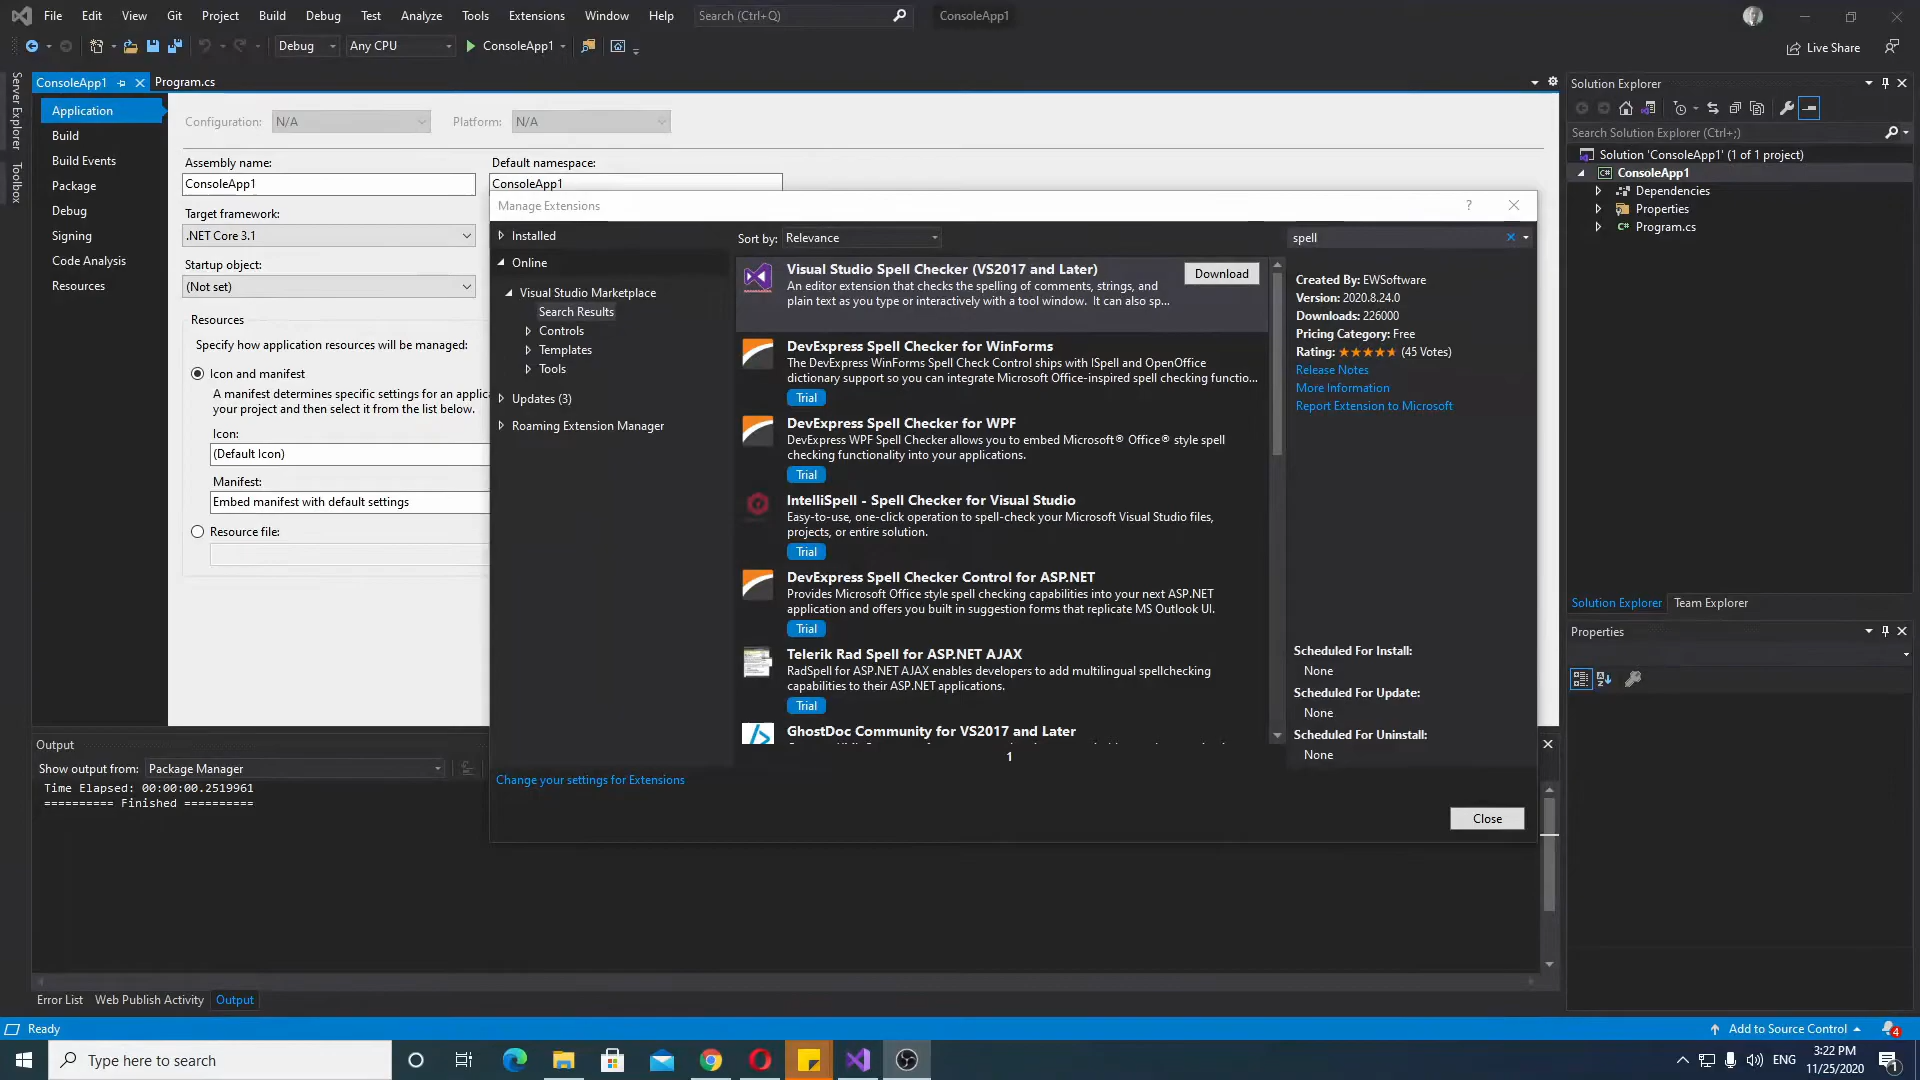 File Edit View Git Project Build Debug Test Analyze Tools Extensions Window Help Search (Ctrl+Q) ConsoleApp1
Debug Any CPU ConsoleApp1 Live Share
Server Explorer
Toolbox
ConsoleApp1 Program.cs
Application
Build
Build Events
Package
Debug
Signing
Code Analysis
Resources
Configuration: N/A Platform: N/A
Assembly name: Default namespace:
ConsoleApp1 ConsoleApp1
Target framework:
.NET Core 3.1
Startup object:
(Not set)
Resources
Specify how application resources will be managed:
Icon and manifest
A manifest determines specific settings for an applica
your project and then select it from the list below.
Icon:
(Default Icon)
Manifest:
Embed manifest with default settings
Resource file:
Manage Extensions ?
Installed
Online
Visual Studio Marketplace
Search Results
Controls
Templates
Tools
Updates (3)
Roaming Extension Manager
Change your settings for Extensions
Sort by: Relevance
Visual Studio Spell Checker (VS2017 and Later)
An editor extension that checks the spelling of comments, strings, and
plain text as you type or interactively with a tool window. It can also sp...
Download
DevExpress Spell Checker for WinForms
The DevExpress WinForms Spell Check Control ships with ISpell and OpenOffice
dictionary support so you can integrate Microsoft Office-inspired spell checking functio...
Trial
DevExpress Spell Checker for WPF
DevExpress WPF Spell Checker allows you to embed Microsoft® Office® style spell
checking functionality into your applications.
Trial
IntelliSpell - Spell Checker for Visual Studio
Easy-to-use, one-click operation to spell-check your Microsoft Visual Studio files,
projects, or entire solution.
Trial
DevExpress Spell Checker Control for ASP.NET
Provides Microsoft Office style spell checking capabilities into your next ASP.NET
application and offers you built in suggestion forms that replicate MS Outlook UI.
Trial
Telerik Rad Spell for ASP.NET AJAX
RadSpell for ASP.NET AJAX enables developers to add multilingual spellchecking
capabilities to their ASP.NET applications.
Trial
GhostDoc Community for VS2017 and Later
1
spell
Created By: EWSoftware
Version: 2020.8.24.0
Downloads: 226000
Pricing Category: Free
Rating: (45 Votes)
Release Notes
More Information
Report Extension to Microsoft
Scheduled For Install:
None
Scheduled For Update:
None
Scheduled For Uninstall:
None
Close
Solution Explorer
Search Solution Explorer (Ctrl+;)
Solution 'ConsoleApp1' (1 of 1 project)
C# ConsoleApp1
Dependencies
Properties
C# Program.cs
Solution Explorer Team Explorer
Properties
Output
Show output from: Package Manager
Time Elapsed: 00:00:00.2519961
========== Finished ==========
Error List Web Publish Activity Output
Ready Add to Source Control 4
Type here to search ENG 3:22 PM
11/25/2020 1